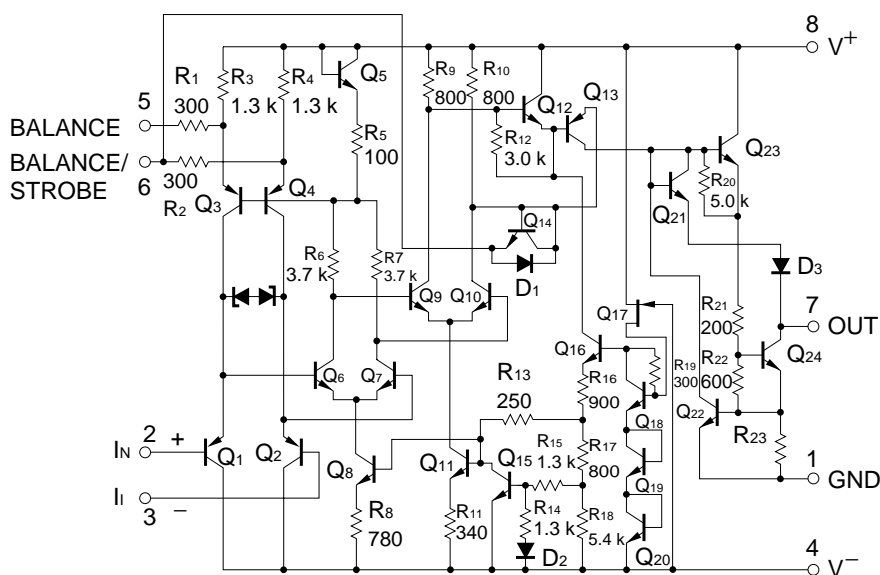 8
V+
R1
300
R3
1.3 k
R4
1.3 k
Q5
R9
800
R10
800
Q12
Q13
5
BALANCE
R5
100
R12
3.0 k
Q23
BALANCE/
STROBE
6
300
R2
Q3
Q4
R20
5.0 k
Q21
Q14
D1
R6
3.7 k
R7
3.7 k
Q9
Q10
D3
7
OUT
Q17
R21
200
Q16
R19
300
R22
600
Q24
Q6
Q7
R13
250
R16
900
Q22
R23
2
IN
+
Q1
Q2
Q8
Q11
Q15
R15
1.3 k
R17
800
Q18
1
GND
II
3
−
R8
780
R11
340
R14
1.3 k
D2
R18
5.4 k
Q19
Q20
4
V−